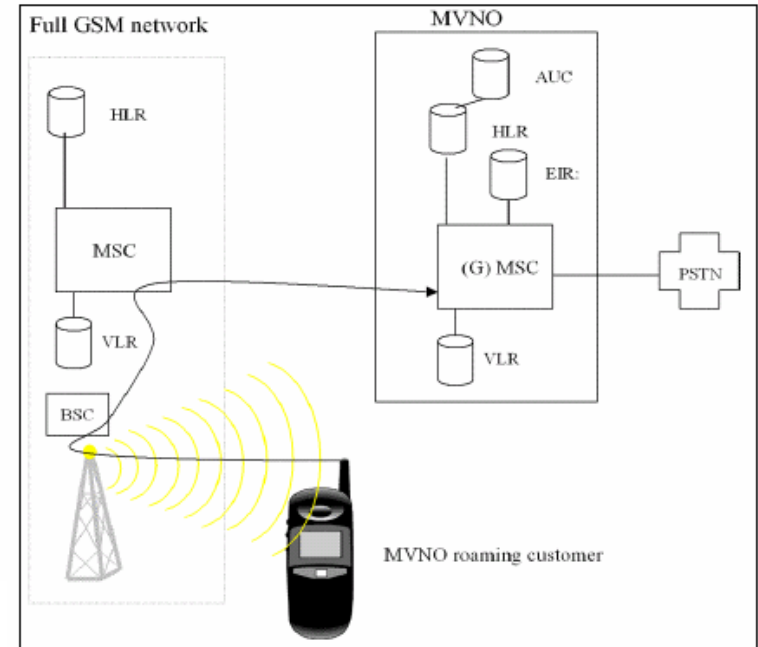 Full GSM network
MVNO
AUC
HLR
HLR
EIR:
MSC
(G) MSC
PSTN
VLR
VLR
BSC
MVNO roaming customer